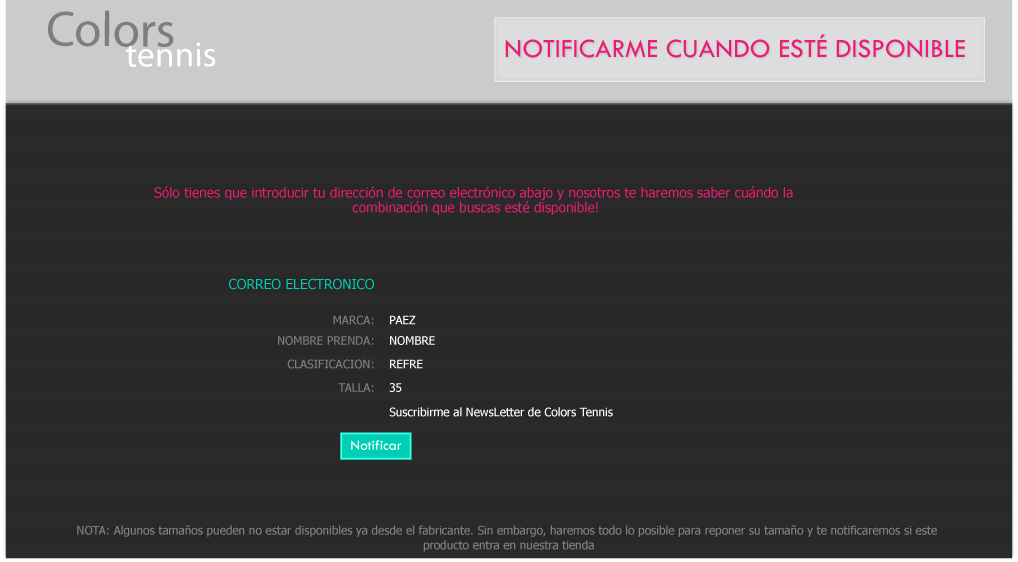 Colors
tennis
NOTIFICARME CUANDO ESTÉ DISPONIBLE
Sólo tienes que introducir tu dirección de correo electrónico abajo y nosotros te haremos saber cuándo la
combinación que buscas esté disponible!
CORREO ELECTRONICO
MARCA: PAEZ
NOMBRE PRENDA: NOMBRE
CLASIFICACION: REFRE
TALLA: 35
Suscribirme al NewsLetter de Colors Tennis
Notificar
NOTA: Algunos tamaños pueden no estar disponibles ya desde el fabricante. Sin embargo, haremos todo lo posible para reponer su tamaño y te notificaremos si este
producto entra en nuestra tienda